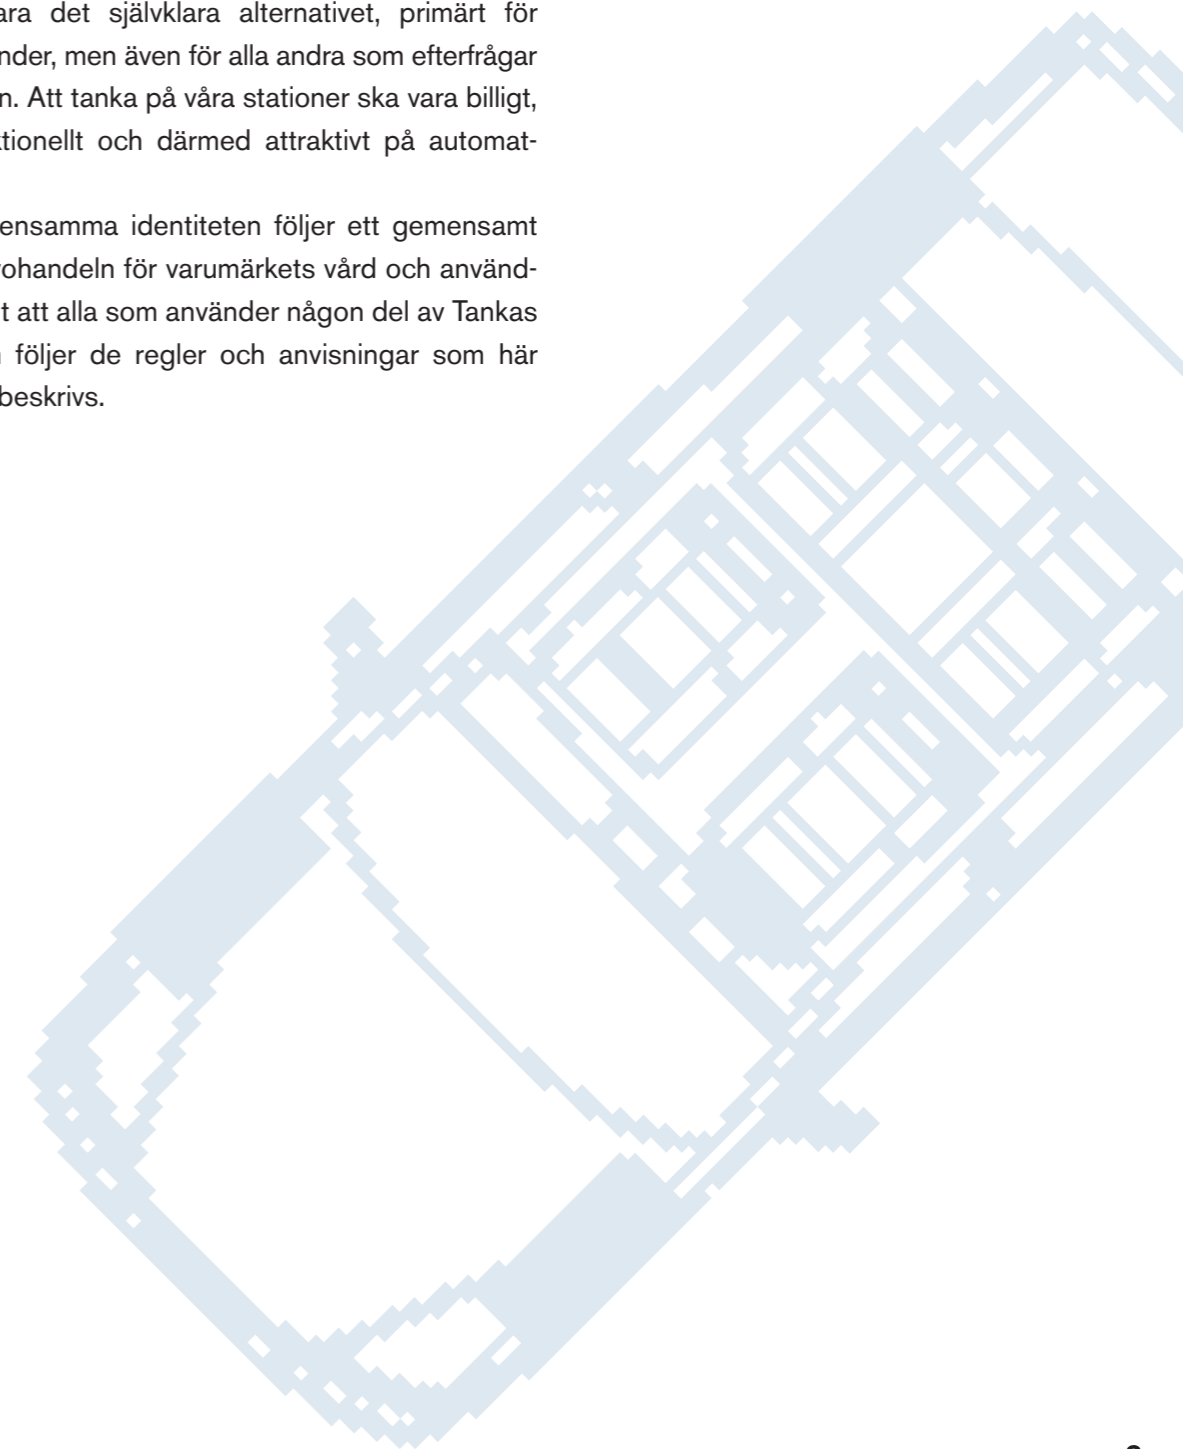 ara det självklara alternativet, primärt för
nder, men även för alla andra som efterfrågar
n. Att tanka på våra stationer ska vara billigt,
ktionellt och därmed attraktivt på automat-
ensamma identiteten följer ett gemensamt
rohandeln för varumärkets vård och använd-
t att alla som använder någon del av Tankas
följer de regler och anvisningar som här
beskrivs.